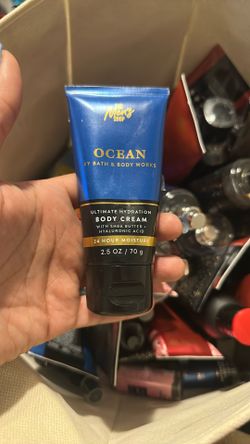 THE
Men's
SHOP
OCEAN
BY BATH & BODY WORKS
ULTIMATE HYDRATION
BODY CREAM
WITH SHEA BUTTER +
HYALURONIC ACID
24 HOUR MOISTURE
2.5 OZ / 70 g